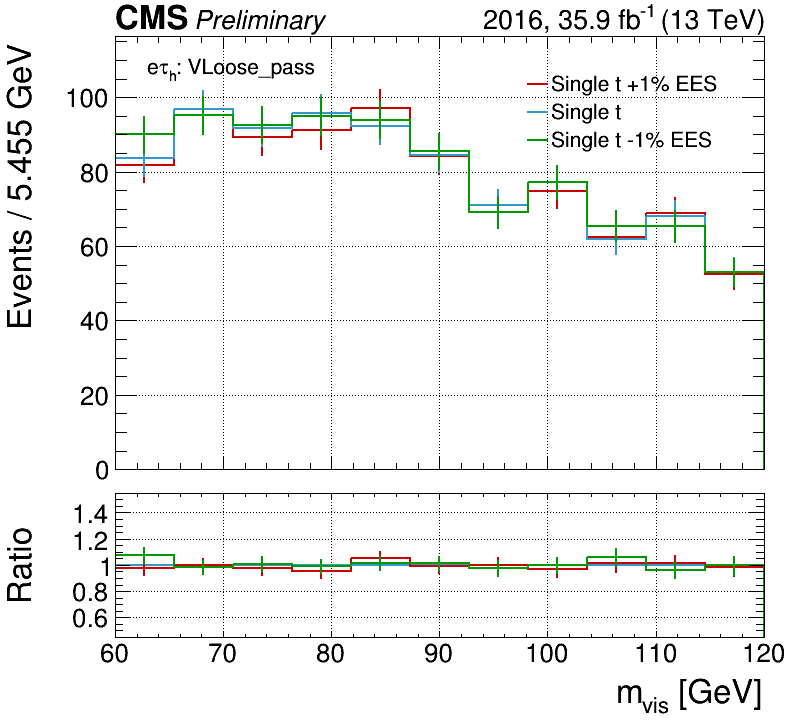 CMS Preliminary 2016, 35.9 fb⁻¹ (13 TeV)
eτₕ: VLoose_pass
Single t +1% EES
Single t
Single t -1% EES
Events / 5.455 GeV
100
80
60
40
20
0
Ratio
1.4
1.2
1
0.8
0.6
60 70 80 90 100 110 120
m_vis [GeV]